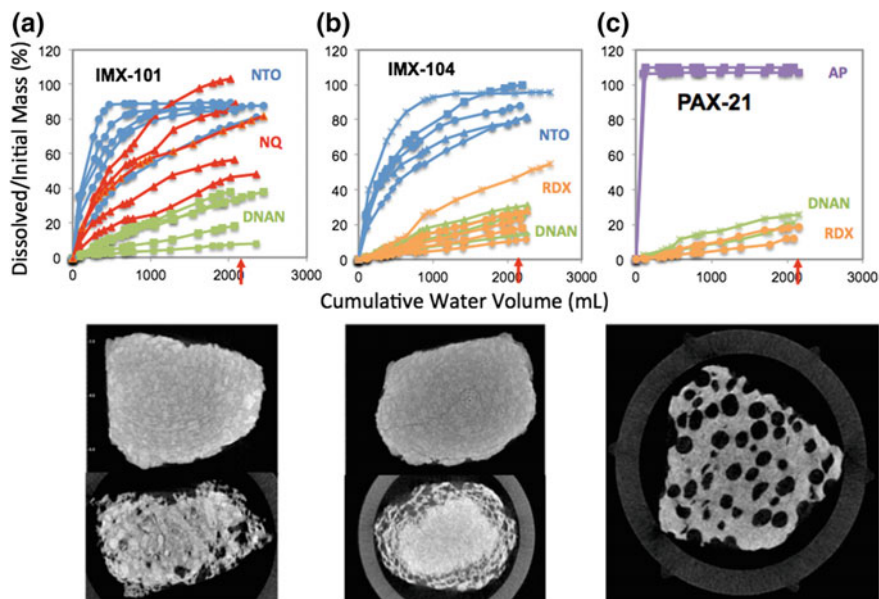 (a)
(b)
(c)
Dissolved/Initial Mass (%)
120
100
80
60
40
20
0
IMX-101
NTO
NQ
DNAN
0
1000
2000
3000
120
100
80
60
40
20
0
IMX-104
NTO
RDX
DNAN
0
1000
2000
3000
120
100
80
60
40
20
0
PAX-21
AP
DNAN
RDX
0
1000
2000
3000
Cumulative Water Volume (mL)